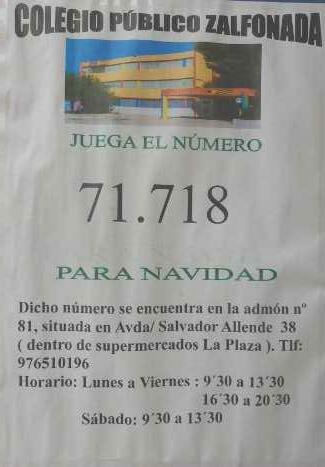 COLEGIO PÚBLICO ZALFONADA
JUEGA EL NÚMERO
71.718
PARA NAVIDAD
Dicho número se encuentra en la admón nº
81, situada en Avda/ Salvador Allende 38
( dentro de supermercados La Plaza ). Tlf:
976510196
Horario: Lunes a Viernes : 9´30 a 13´30
16´30 a 20´30
Sábado: 9´30 a 13´30